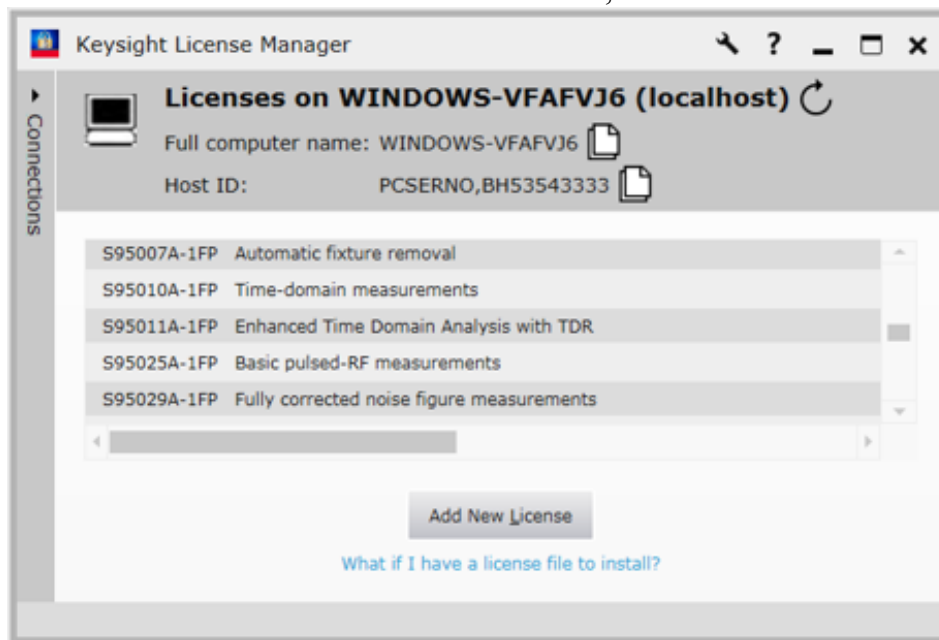 Keysight License Manager ?
Connections
Licenses on WINDOWS-VFAFVJ6 (localhost)
Full computer name: WINDOWS-VFAFVJ6
Host ID: PCSERNO,BH53543333
S95007A-1FP Automatic fixture removal
S95010A-1FP Time-domain measurements
S95011A-1FP Enhanced Time Domain Analysis with TDR
S95025A-1FP Basic pulsed-RF measurements
S95029A-1FP Fully corrected noise figure measurements
Add New License
What if I have a license file to install?